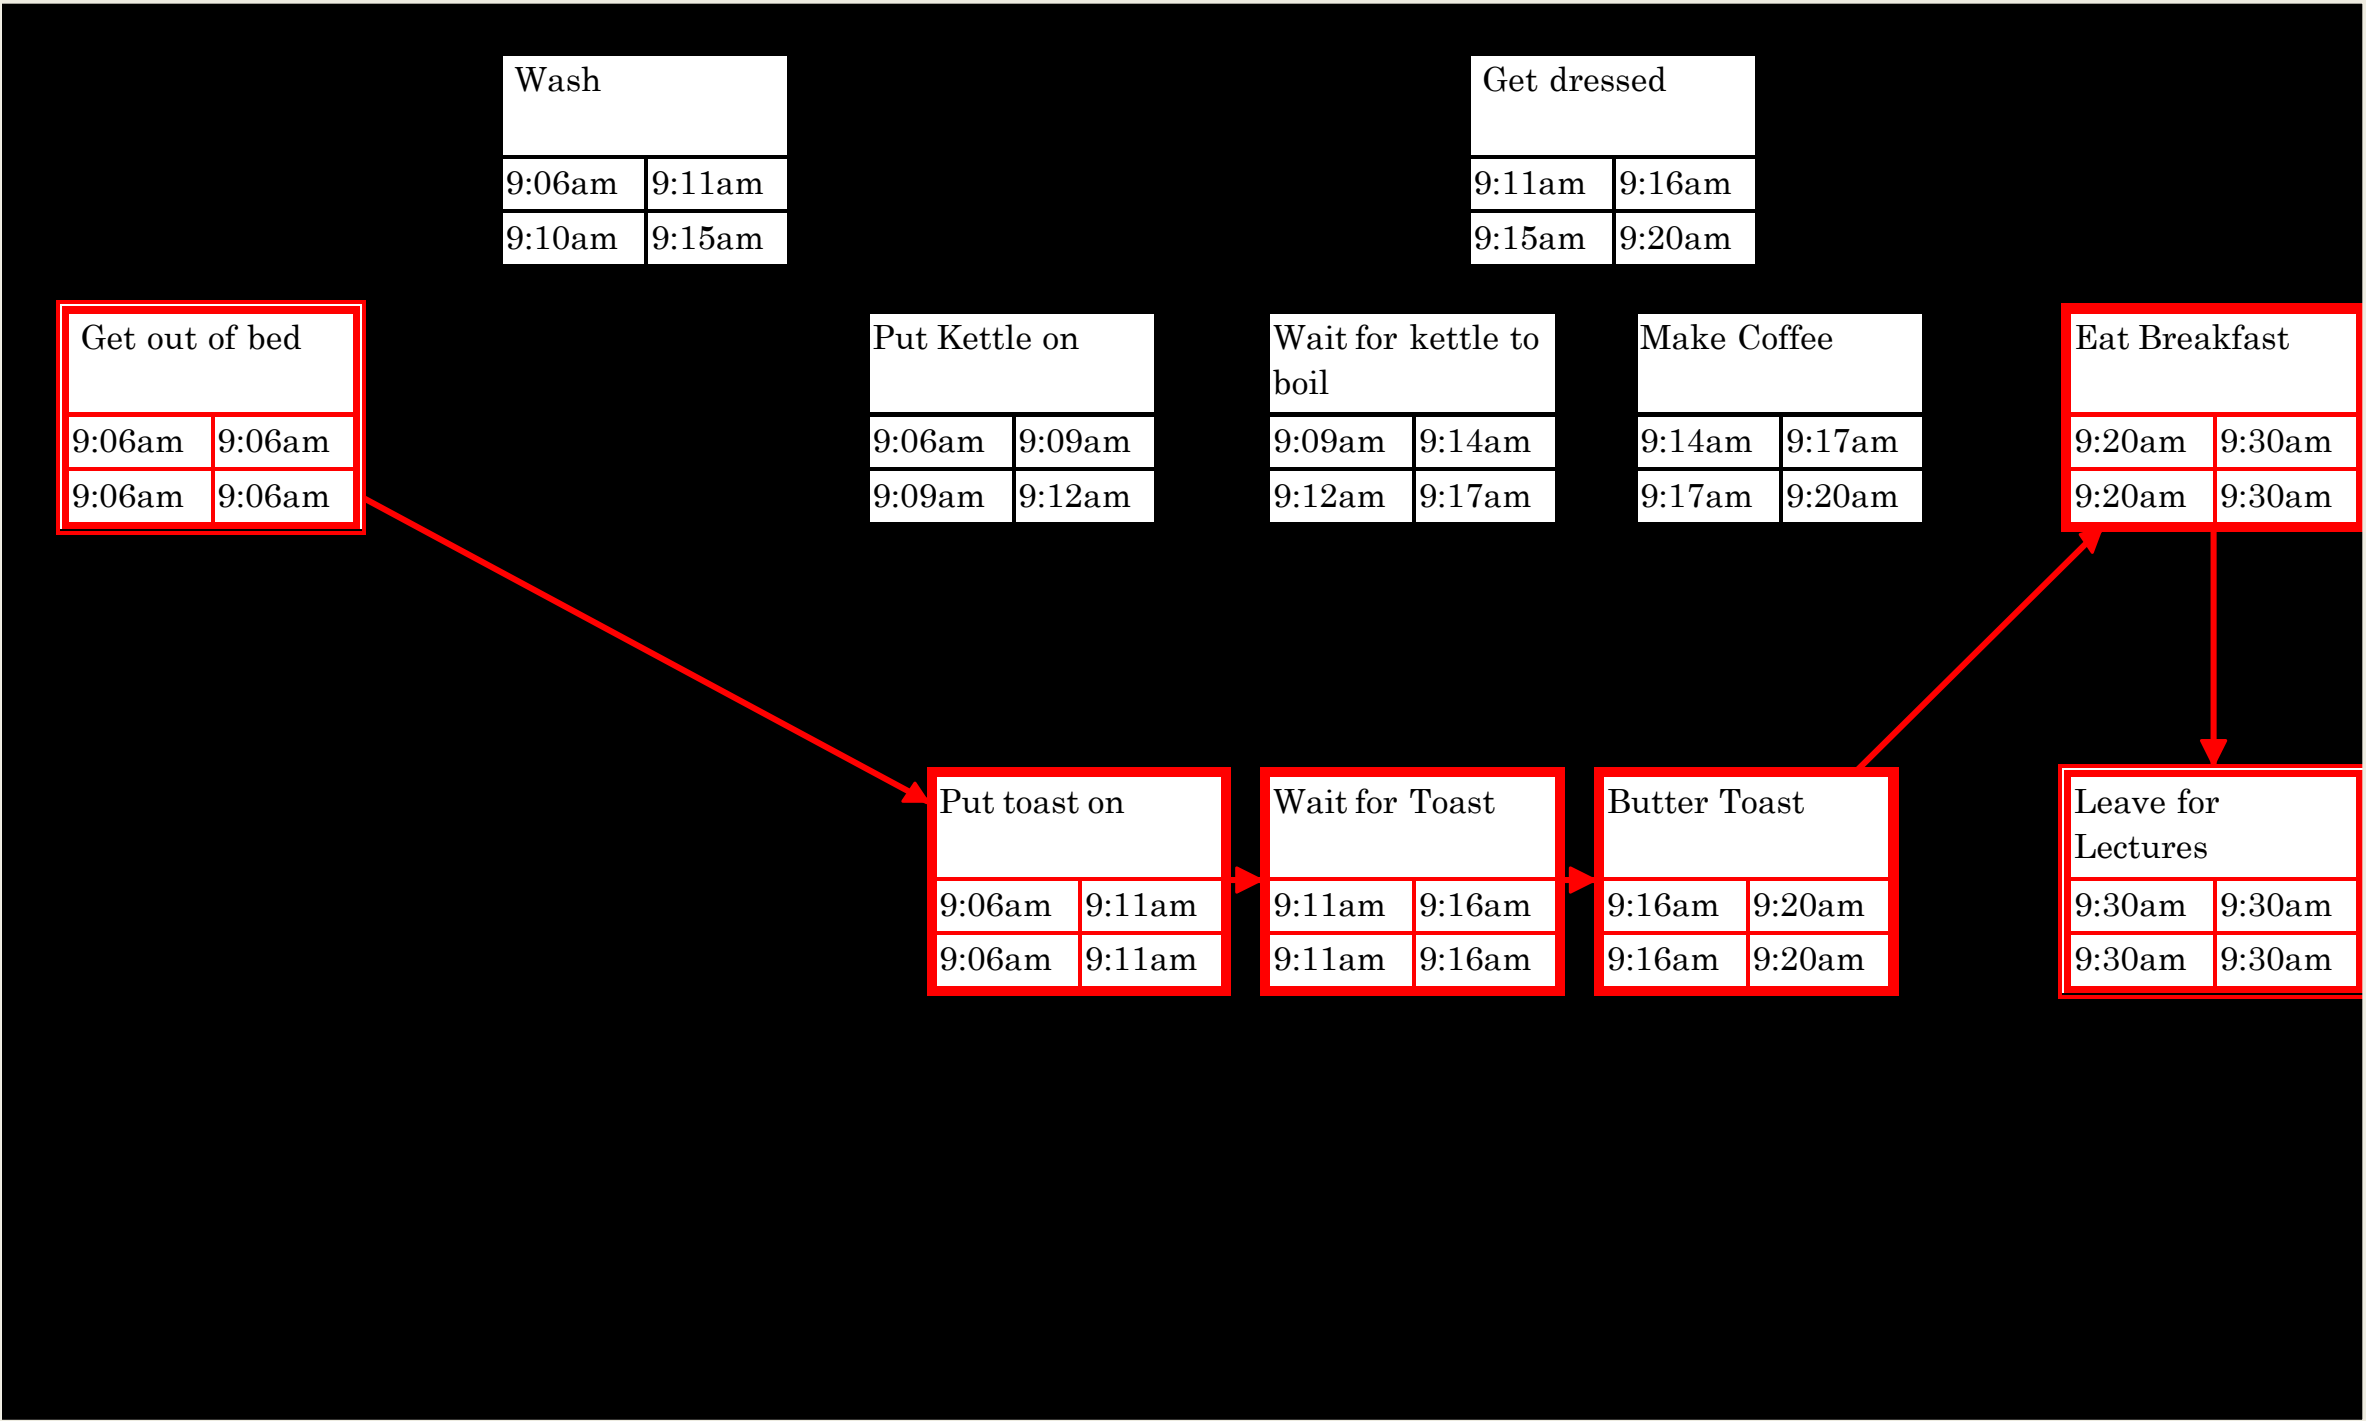 Wash
9:06am 9:11am
9:10am 9:15am
Get dressed
9:11am 9:16am
9:15am 9:20am
Get out of bed
9:06am 9:06am
9:06am 9:06am
Put Kettle on
9:06am 9:09am
9:09am 9:12am
Wait for kettle to
boil
9:09am 9:14am
9:12am 9:17am
Make Coffee
9:14am 9:17am
9:17am 9:20am
Eat Breakfast
9:20am 9:30am
9:20am 9:30am
Put toast on
9:06am 9:11am
9:06am 9:11am
Wait for Toast
9:11am 9:16am
9:11am 9:16am
Butter Toast
9:16am 9:20am
9:16am 9:20am
Leave for
Lectures
9:30am 9:30am
9:30am 9:30am